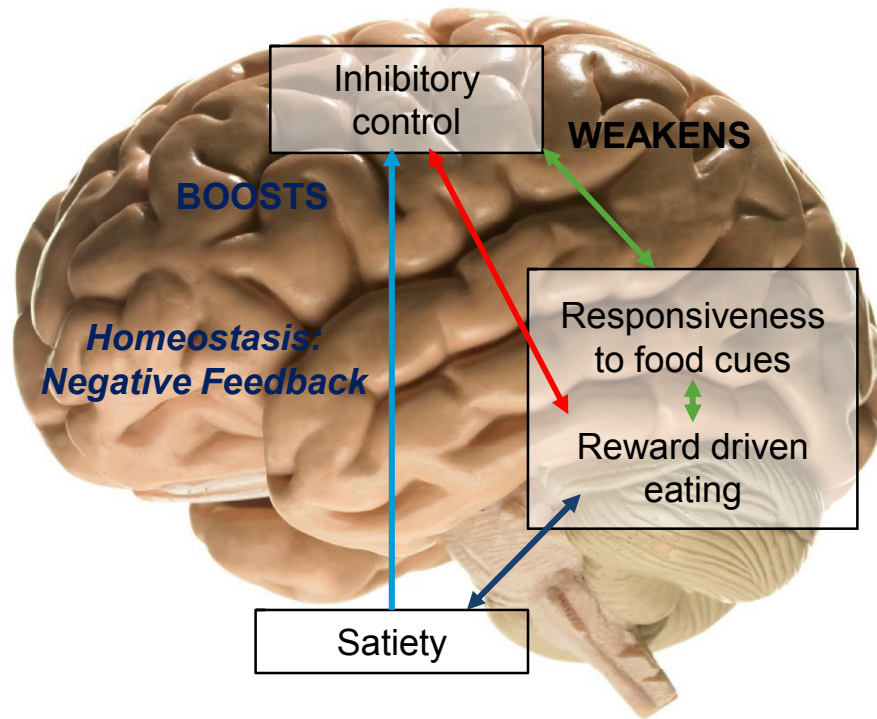 Inhibitory
control
WEAKENS
BOOSTS
Responsiveness
to food cues
Homeostasis:
Negative Feedback
Reward driven
eating
Satiety